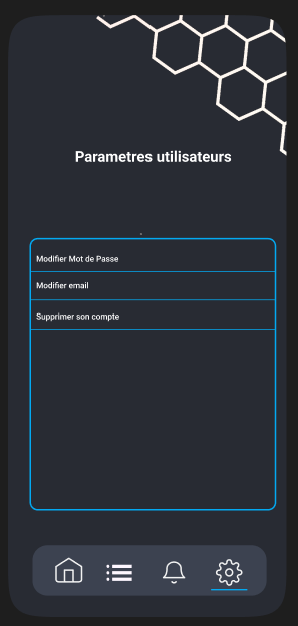 Parametres utilisateurs
Modifier Mot de Passe
Modifier email
Supprimer son compte